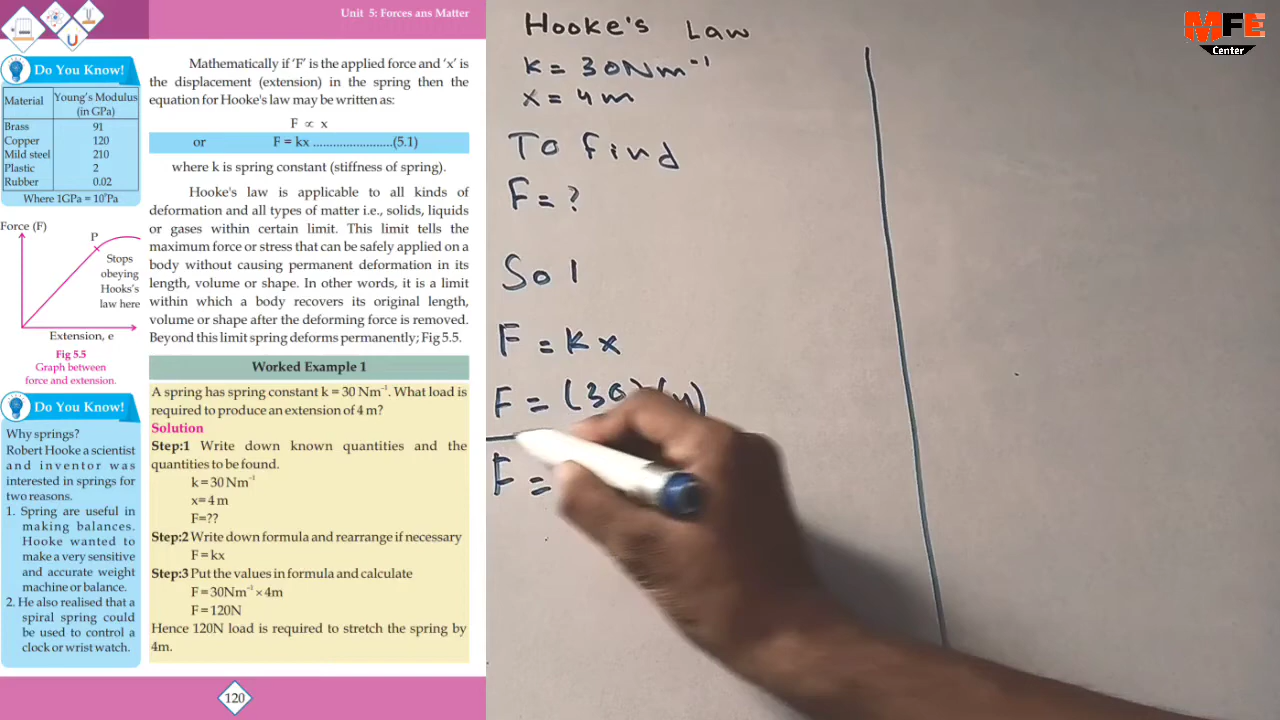 Unit 5: Forces ans Matter
Do You Know!
Material Young's Modulus (in GPa)
Brass 91
Copper 120
Mild steel 210
Plastic 2
Rubber 0.02
Where 1GPa = 10⁹Pa
Force (F)
P
Stops
obeying
Hooks's
law here
Extension, e
Fig 5.5
Graph between
force and extension.
Do You Know!
Why springs?
Robert Hooke a scientist
and inventor was
interested in springs for
two reasons.
1. Spring are useful in
making balances.
Hooke wanted to
make a very sensitive
and accurate weight
machine or balance.
2. He also realised that a
spiral spring could
be used to control a
clock or wrist watch.
Mathematically if 'F' is the applied force and 'x' is
the displacement (extension) in the spring then the
equation for Hooke's law may be written as:
F ∝ x
or F = kx ........................(5.1)
where k is spring constant (stiffness of spring).
Hooke's law is applicable to all kinds of
deformation and all types of matter i.e., solids, liquids
or gases within certain limit. This limit tells the
maximum force or stress that can be safely applied on a
body without causing permanent deformation in its
length, volume or shape. In other words, it is a limit
within which a body recovers its original length,
volume or shape after the deforming force is removed.
Beyond this limit spring deforms permanently; Fig 5.5.
Worked Example 1
A spring has spring constant k = 30 Nm⁻¹. What load is
required to produce an extension of 4 m?
Solution
Step:1 Write down known quantities and the
quantities to be found.
k = 30 Nm⁻¹
x= 4 m
F=??
Step:2 Write down formula and rearrange if necessary
F = kx
Step:3 Put the values in formula and calculate
F = 30Nm⁻¹ × 4m
F = 120N
Hence 120N load is required to stretch the spring by
4m.
120
Hooke's Law
k = 30Nm⁻¹
x = 4m
To find
F = ?
Sol
F = kx
F = (30) (4)
F =
MFE
Center